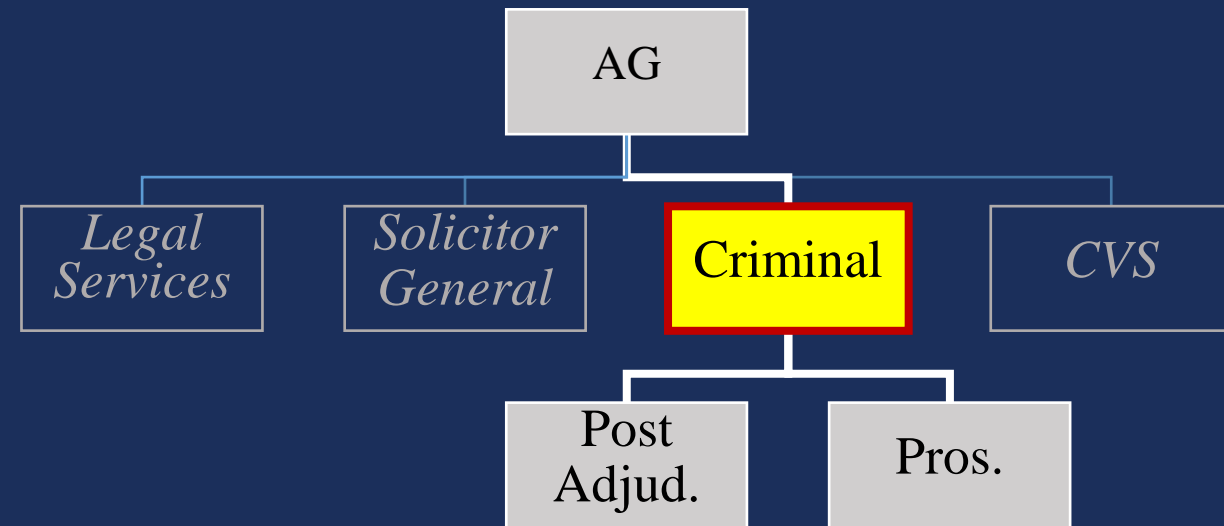 AG
Legal
Services
Solicitor
General
Criminal
CVS
Post
Adjud.
Pros.